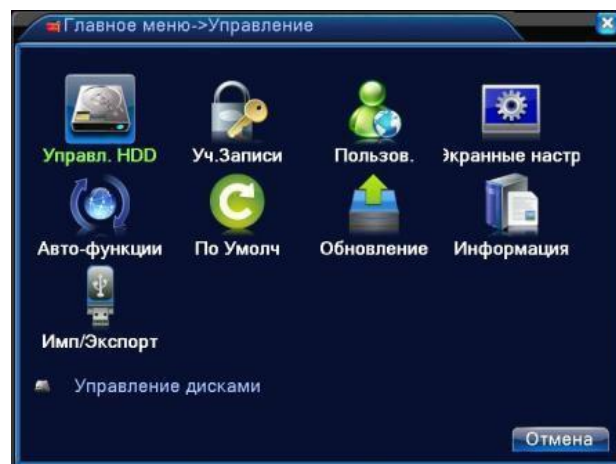 Главное меню->Управление
Управл. HDD Уч.Записи Пользов. Экранные настр
Авто-функции По Умолч Обновление Информация
Имп/Экспорт
Управление дисками
Отмена